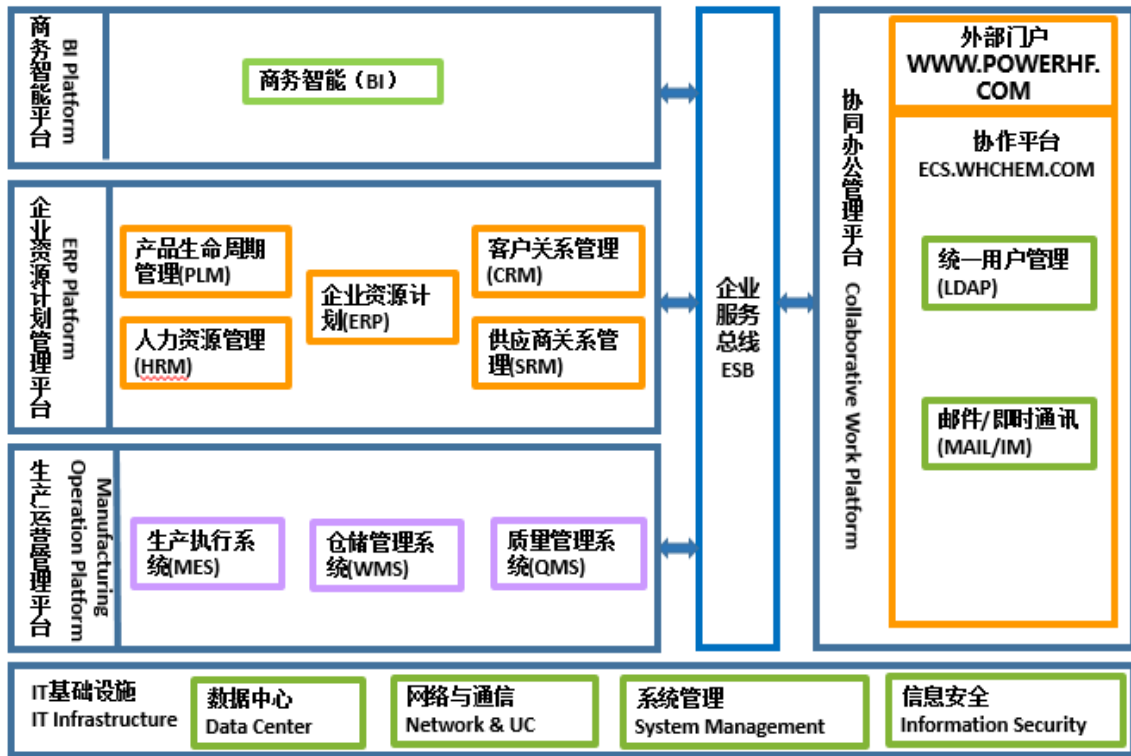 商务智能平台
BI Platform
商务智能（BI）
企业资源计划管理平台
ERP Platform
产品生命周期
管理(PLM)
人力资源管理
(HRM)
企业资源计
划(ERP)
客户关系管理
(CRM)
供应商关系管
理(SRM)
生产运营管理平台
Manufacturing
Operation Platform
生产执行系
统(MES)
仓储管理系
统(WMS)
质量管理系
统(QMS)
企业
服务
总线
ESB
协同办公管理平台 Collaborative Work Platform
外部门户
WWW.POWERHF.
COM
协作平台
ECS.WHCHEM.COM
统一用户管理
(LDAP)
邮件/即时通讯
(MAIL/IM)
IT基础设施
IT Infrastructure
数据中心
Data Center
网络与通信
Network & UC
系统管理
System Management
信息安全
Information Security